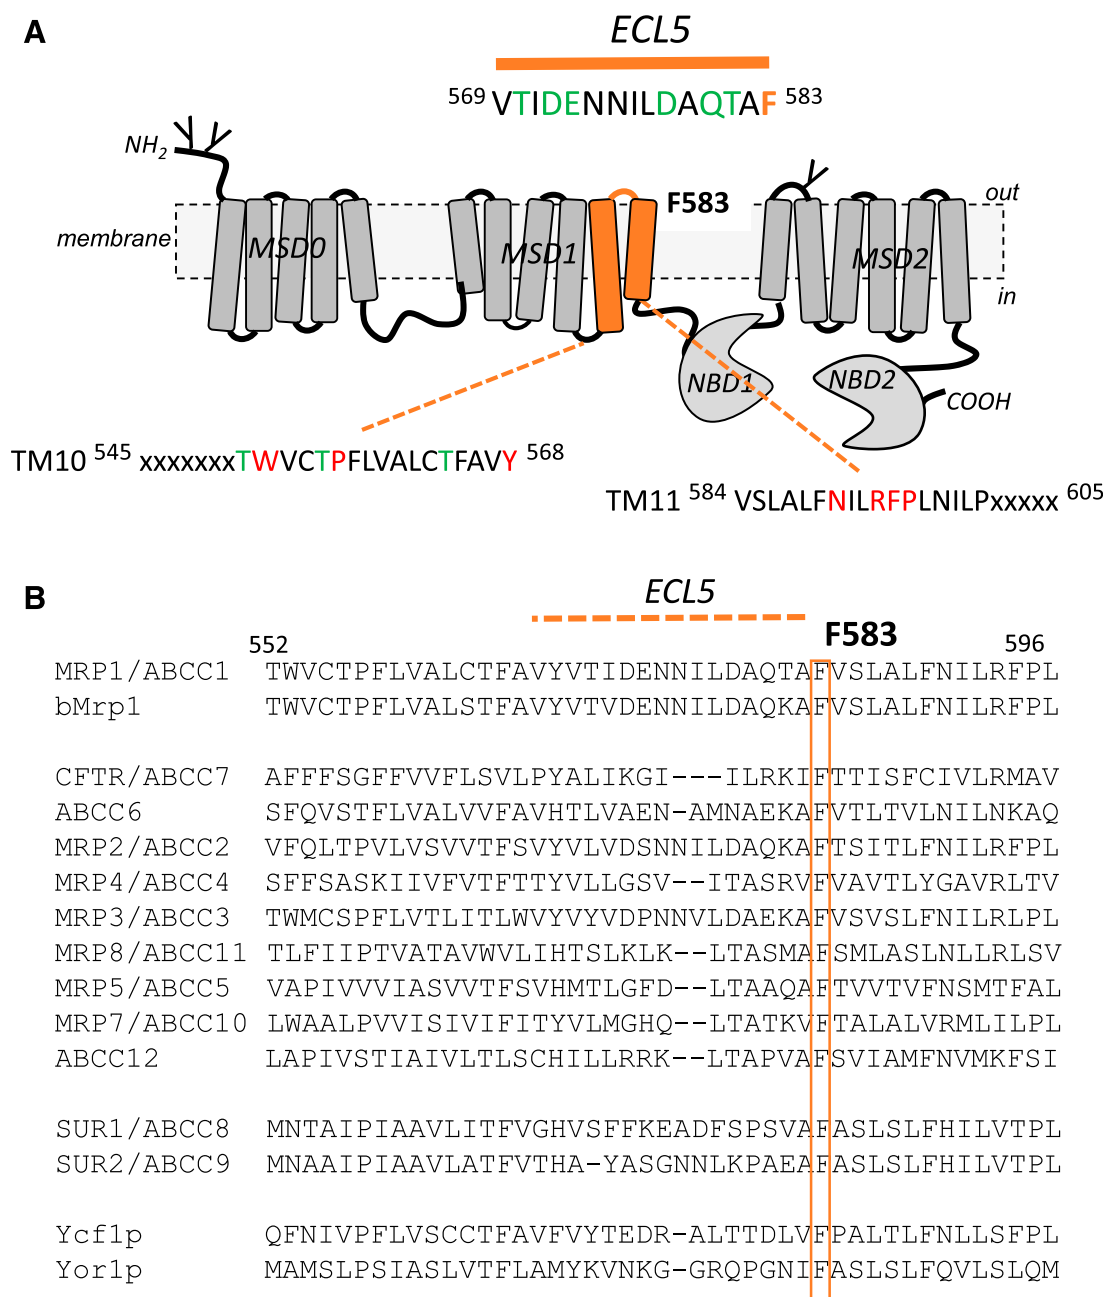 A
ECL5
569 VTIDENNILDAQTAF 583
NH2
F583
out
membrane
MSD0
MSD1
MSD2
in
NBD1
NBD2
COOH
TM10 545 xxxxxxxTWVCTPFLVALCTFAVY 568
TM11 584 VSLALFNILRFPLNILPxxxxx 605
B
ECL5
F583
552
596
MRP1/ABCC1 TWVCTPFLVALCTFAVYVTIDENNILDAQTAFVSLALFNILRFPL
bMrp1 TWVCTPFLVALSTFAVYVTVDENNILDAQKAFVSLALFNILRFPL
CFTR/ABCC7 AFFFSGFFVVFLSVLPYALIKGI---ILRKIFTTISFCIVLRMAV
ABCC6 SFQVSTFLVALVVFAVHTLVAEN-AMNAEKAFVTLTVLNILNKAQ
MRP2/ABCC2 VFQLTPVLVSVVTFSVYVLVDSNNILDAQKAFTSITLFNILRFPL
MRP4/ABCC4 SFFSASKIIVFVTFTTYVLLGSV--ITASRVFVAVTLYGAVRLTV
MRP3/ABCC3 TWMCSPFLVTLITLWVYVYVDPNNVLDAEKAFVSVSLFNILRLPL
MRP8/ABCC11 TLFIIPTVATAVWVLIHTSLKLK--LTASMAFSMLASLNLLRLSV
MRP5/ABCC5 VAPIVVVIASVVTFSVHMTLGFD--LTAAQAFTVVTVFNSMTFAL
MRP7/ABCC10 LWAALPVVISIVIFITYVLMGHQ--LTATKVFTALALVRMLILPL
ABCC12 LAPIVSTIAIVLTLSCHILLRRK--LTAPVAFSVIAMFNVMKFSI
SUR1/ABCC8 MNTAIPIAAVLITFVGHVSFFKEADFSPSVAFASLSLFHILVTPL
SUR2/ABCC9 MNAAIPIAAVLATFVTHA-YASGNNLKPAEAFASLSLFHILVTPL
Ycf1p QFNIVPFLVSCCTFAVFVYTEDR-ALTTDLVFPALTLFNLLSFPL
Yor1p MAMSLPSIASLVTFLAMYKVNKG-GRQPGNIFASLSLFQVLSLQM